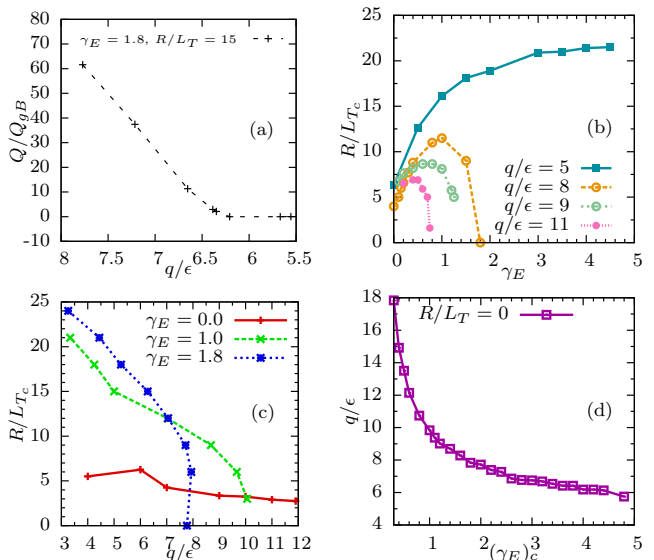 80
70
60
50
40
30
20
10
0
-10
Q/Q_{gB}
γ_E = 1.8, R/L_T = 15
(a)
8 7.5 7 6.5 6 5.5
q/ϵ
25
20
15
10
5
0
R/L_{T_c}
(b)
q/ϵ = 5
q/ϵ = 8
q/ϵ = 9
q/ϵ = 11
0 1 2 3 4 5
γ_E
25
20
15
10
5
0
R/L_{T_c}
γ_E = 0.0
γ_E = 1.0
γ_E = 1.8
(c)
3 4 5 6 7 8 9 10 11 12
q/ϵ
18
16
14
12
10
8
6
4
q/ϵ
R/L_T = 0
(d)
1 2 3 4 5
(γ_E)_c